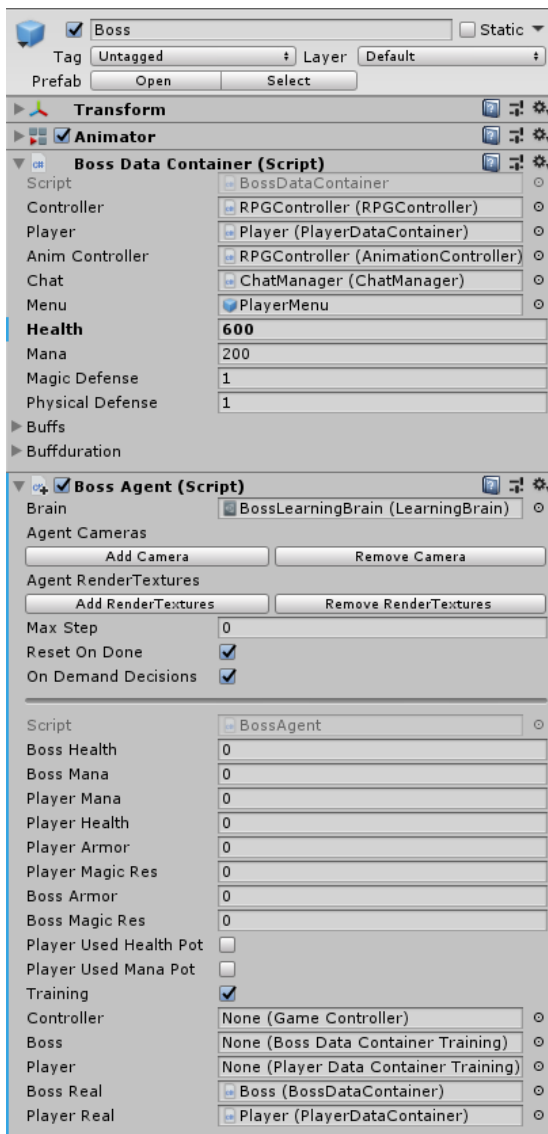 Boss Static
Tag Untagged Layer Default
Prefab Open Select
Transform
Animator
Boss Data Container (Script)
Script BossDataContainer
Controller RPGController (RPGController)
Player Player (PlayerDataContainer)
Anim Controller RPGController (AnimationController)
Chat ChatManager (ChatManager)
Menu PlayerMenu
Health 600
Mana 200
Magic Defense 1
Physical Defense 1
Buffs
Buffduration
Boss Agent (Script)
Brain BossLearningBrain (LearningBrain)
Agent Cameras
Add Camera Remove Camera
Agent RenderTextures
Add RenderTextures Remove RenderTextures
Max Step 0
Reset On Done
On Demand Decisions
Script BossAgent
Boss Health 0
Boss Mana 0
Player Mana 0
Player Health 0
Player Armor 0
Player Magic Res 0
Boss Armor 0
Boss Magic Res 0
Player Used Health Pot
Player Used Mana Pot
Training
Controller None (Game Controller)
Boss None (Boss Data Container Training)
Player None (Player Data Container Training)
Boss Real Boss (BossDataContainer)
Player Real Player (PlayerDataContainer)